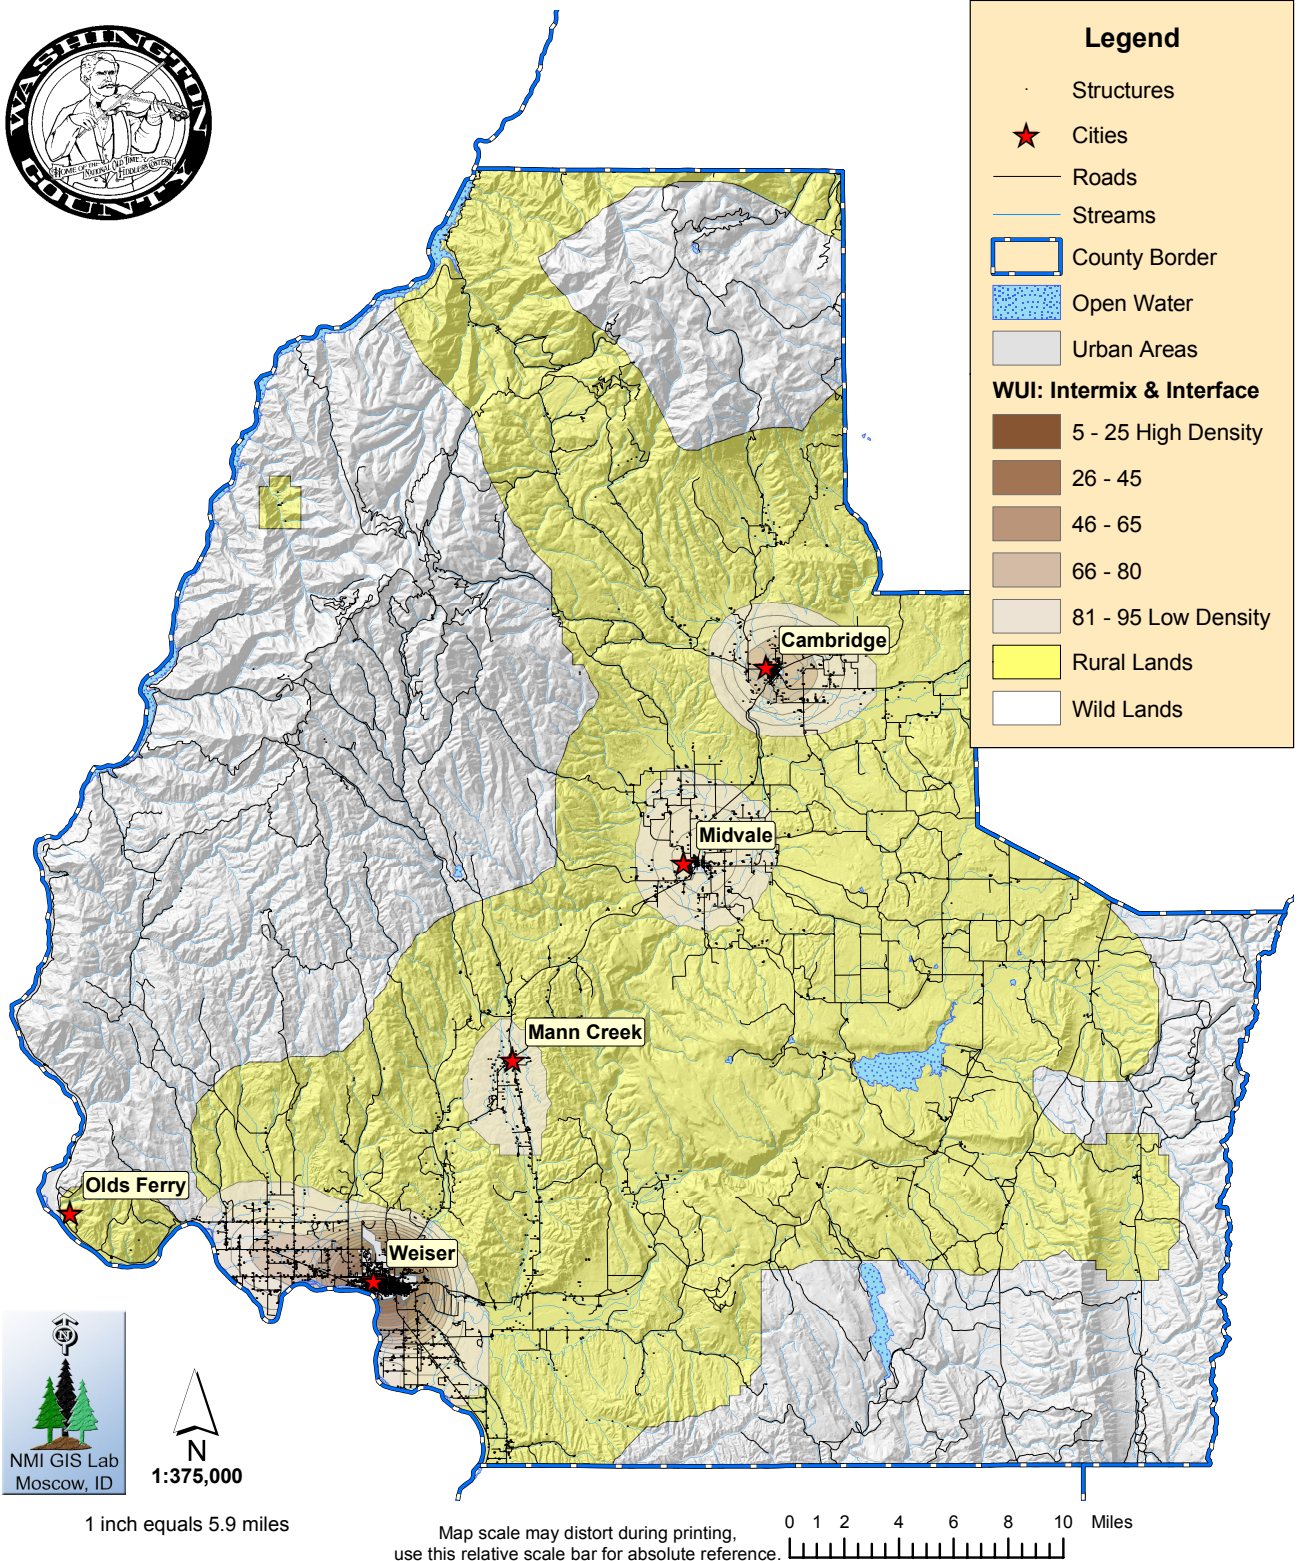 WASHINGTON
HOME OF THE
NATIONAL OLD TIME
FIDDLERS CONTEST
COUNTY
Legend
Structures
Cities
Roads
Streams
County Border
Open Water
Urban Areas
WUI: Intermix & Interface
5 - 25 High Density
26 - 45
46 - 65
66 - 80
81 - 95 Low Density
Rural Lands
Wild Lands
Cambridge
Midvale
Mann Creek
Olds Ferry
Weiser
N
NMI GIS Lab
Moscow, ID
N
1:375,000
1 inch equals 5.9 miles
Map scale may distort during printing,
use this relative scale bar for absolute reference.
0 1 2 4 6 8 10 Miles